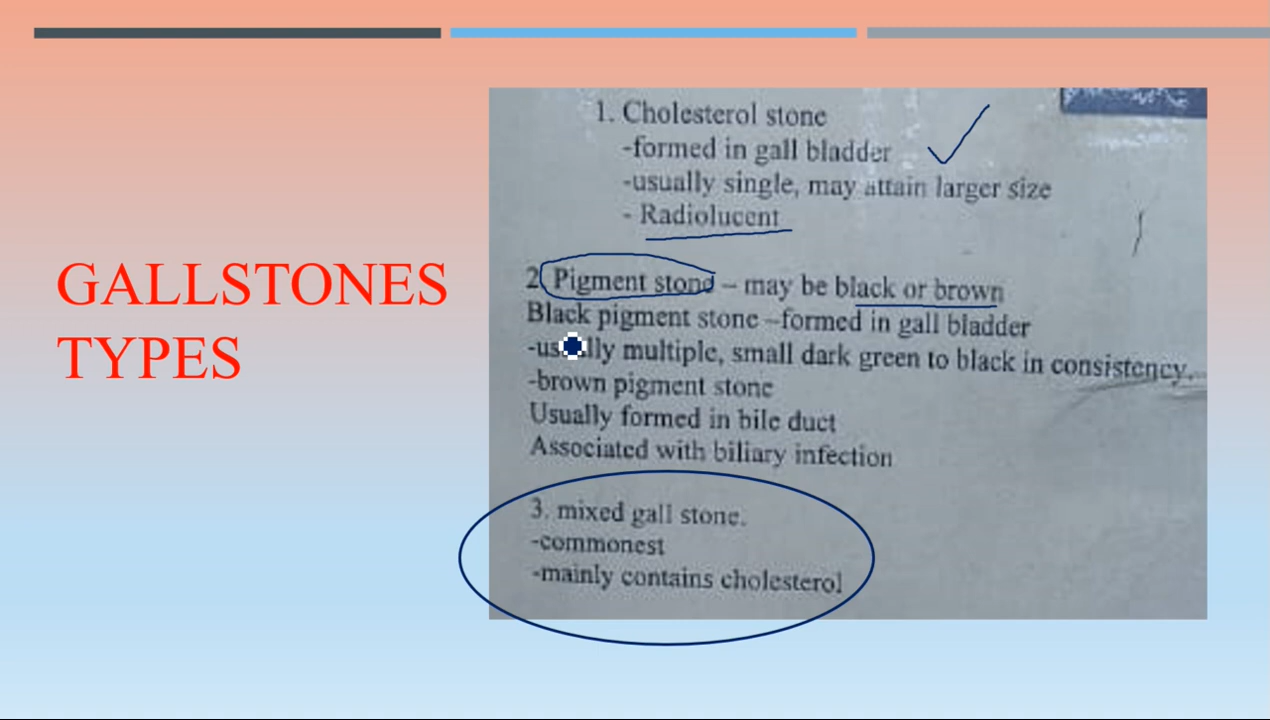 GALLSTONES
TYPES
1. Cholesterol stone
-formed in gall bladder
-usually single, may attain larger size
- Radiolucent
2. Pigment stone – may be black or brown
Black pigment stone –formed in gall bladder
-usually multiple, small dark green to black in consistency.
-brown pigment stone
Usually formed in bile duct
Associated with biliary infection
3. mixed gall stone.
-commonest
-mainly contains cholesterol